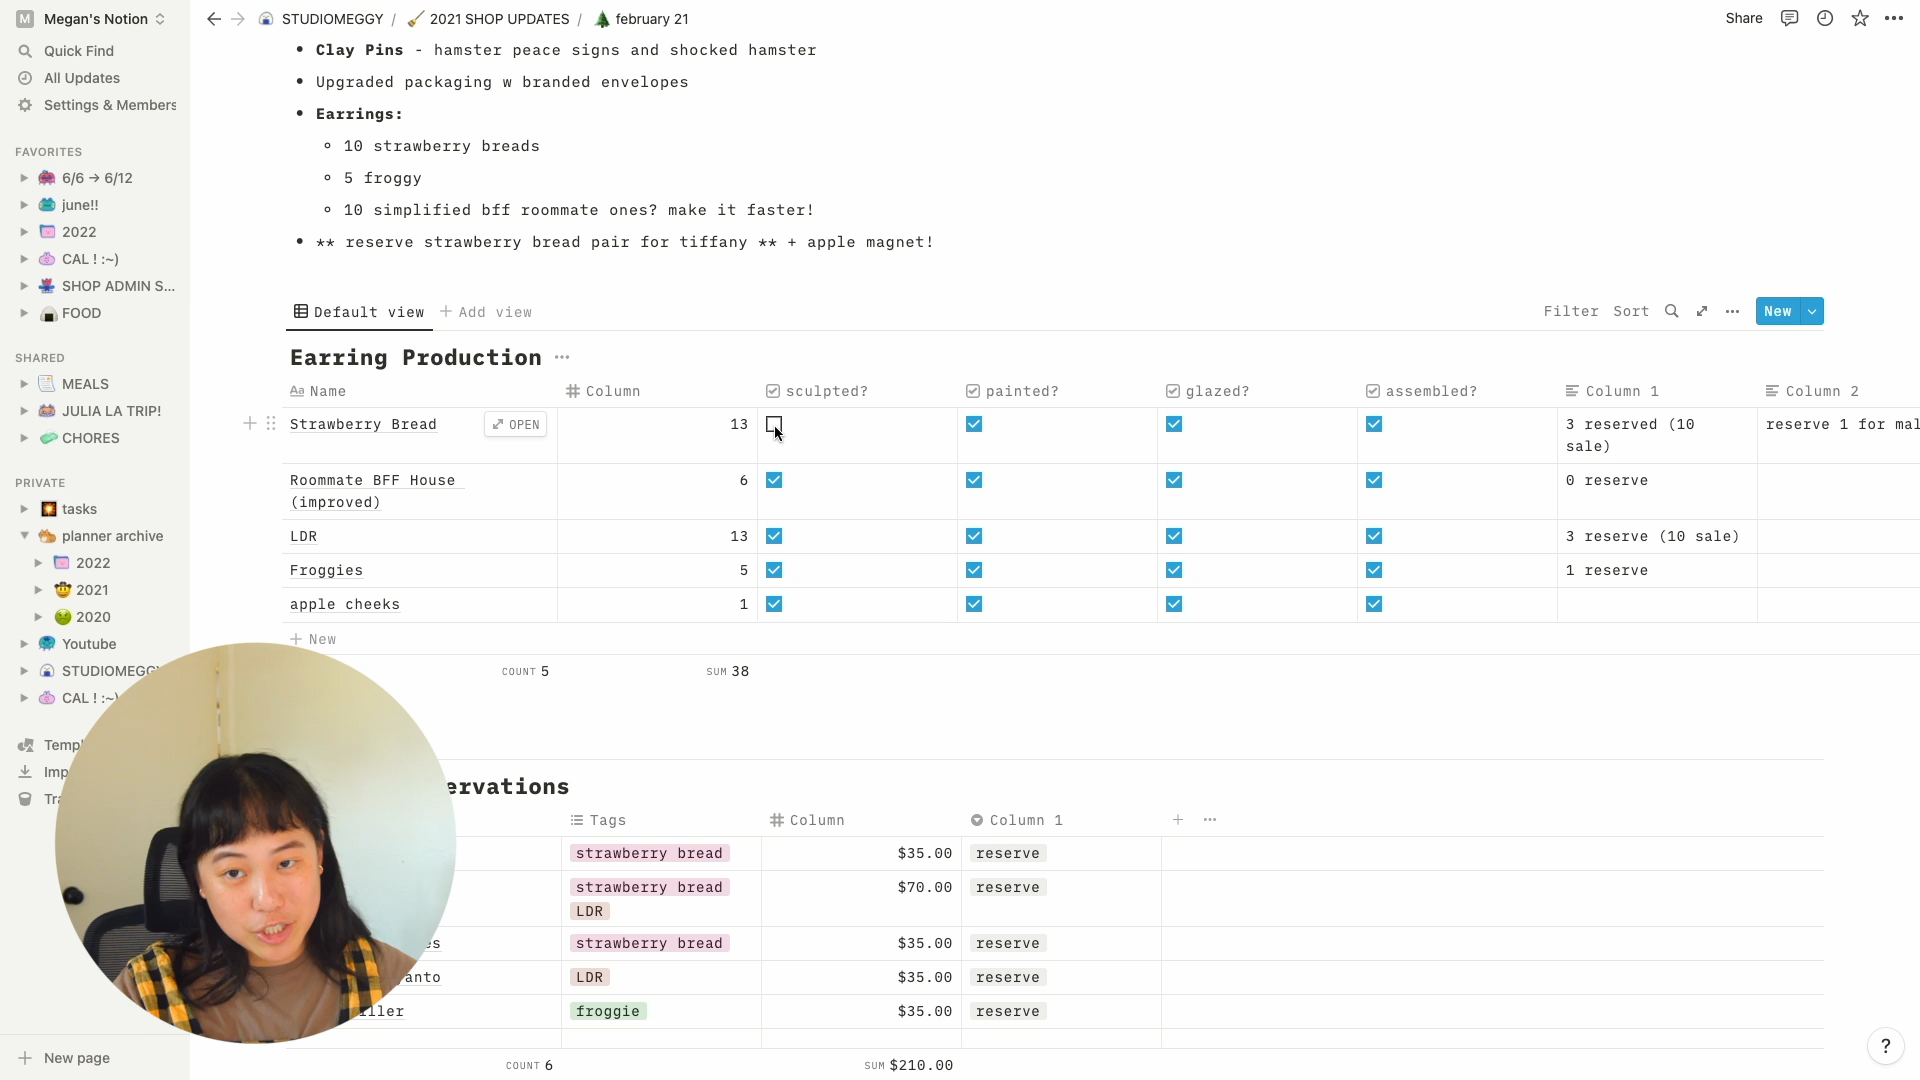 M Megan's Notion
Quick Find
All Updates
Settings & Members
FAVORITES
6/6 → 6/12
june!!
2022
CAL ! :~)
SHOP ADMIN S...
FOOD
SHARED
MEALS
JULIA LA TRIP!
CHORES
PRIVATE
tasks
planner archive
2022
2021
2020
Youtube
STUDIOMEGGY
CAL ! :~)
Templ
Imp
Tra
New page
STUDIOMEGGY / 2021 SHOP UPDATES / february 21
Share
• Clay Pins - hamster peace signs and shocked hamster
• Upgraded packaging w branded envelopes
• Earrings:
10 strawberry breads
5 froggy
10 simplified bff roommate ones? make it faster!
• ** reserve strawberry bread pair for tiffany ** + apple magnet!
Default view + Add view
Filter Sort New
Earring Production
Aa Name # Column sculpted? painted? glazed? assembled? Column 1 Column 2
Strawberry Bread OPEN 13 3 reserved (10 sale) reserve 1 for mal
Roommate BFF House (improved) 6 0 reserve
LDR 13 3 reserve (10 sale)
Froggies 5 1 reserve
apple cheeks 1
+ New
COUNT 5 SUM 38
ervations
Tags # Column Column 1
strawberry bread $35.00 reserve
strawberry bread LDR $70.00 reserve
es strawberry bread $35.00 reserve
anto LDR $35.00 reserve
ller froggie $35.00 reserve
COUNT 6 SUM $210.00
?